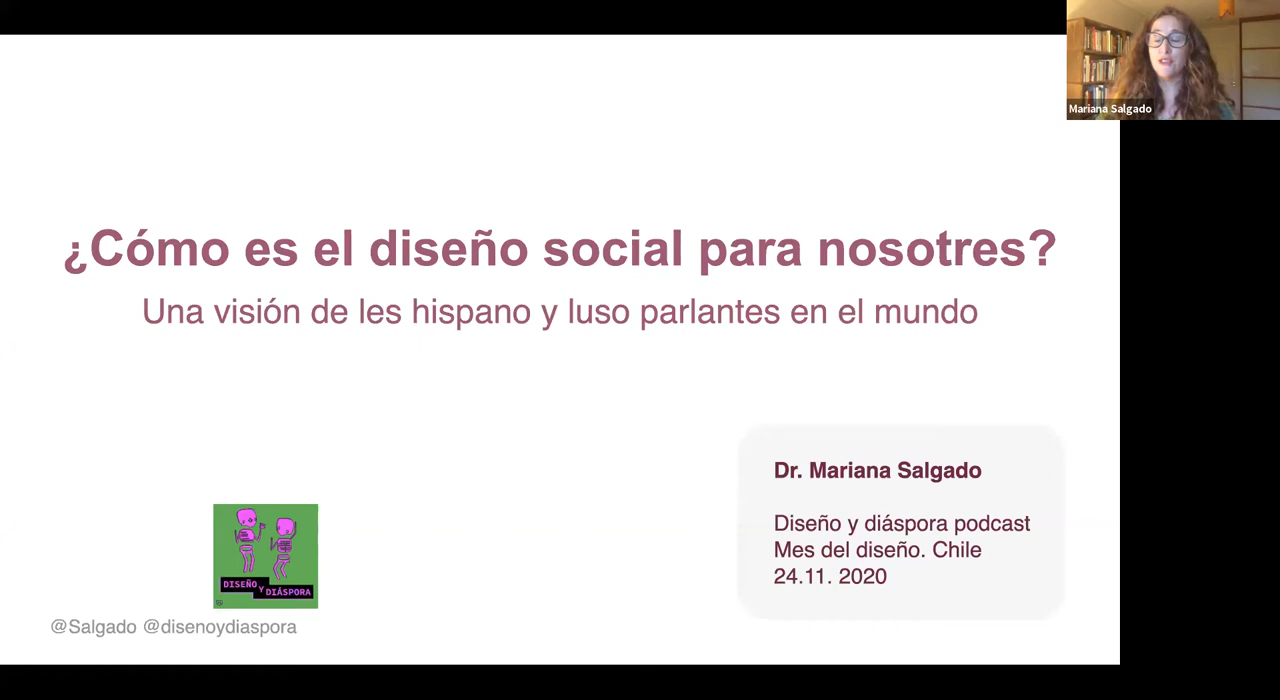 Mariana Salgado
¿Cómo es el diseño social para nosotres?
Una visión de les hispano y luso parlantes en el mundo
Dr. Mariana Salgado
Diseño y diáspora podcast
Mes del diseño. Chile
24.11. 2020
DISEÑO
Y
DIÁSPORA
@Salgado @disenoydiaspora